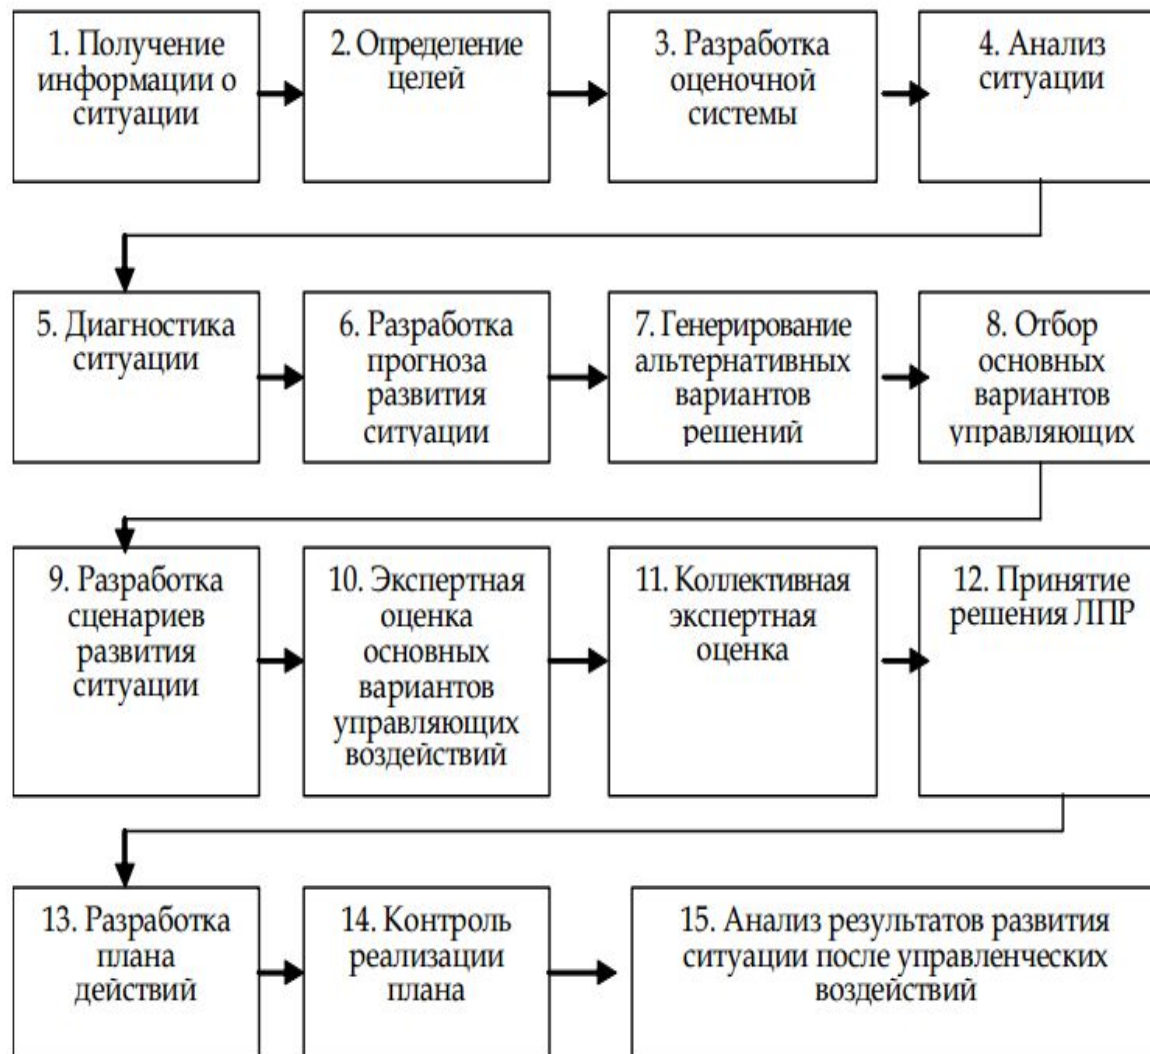 1. Получение
информации о
ситуации
2. Определение
целей
3. Разработка
оценочной
системы
4. Анализ
ситуации
5. Диагностика
ситуации
6. Разработка
прогноза
развития
ситуации
7. Генерирование
альтернативных
вариантов
решений
8. Отбор
основных
вариантов
управляющих
9. Разработка
сценариев
развития
ситуации
10. Экспертная
оценка
основных
вариантов
управляющих
воздействий
11. Коллективная
экспертная
оценка
12. Принятие
решения ЛПР
13. Разработка
плана
действий
14. Контроль
реализации
плана
15. Анализ результатов развития
ситуации после управленческих
воздействий